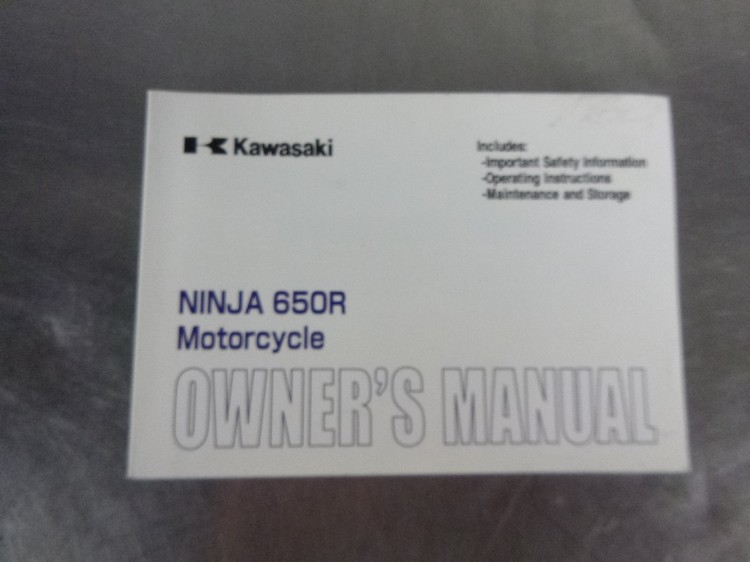 Kawasaki
Includes:
-Important Safety Information
-Operating Instructions
-Maintenance and Storage
NINJA 650R
Motorcycle
OWNER'S MANUAL